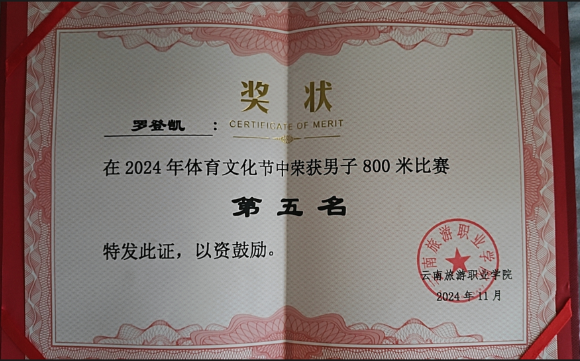 奖状
CERTIFICATE OF MERIT
罗登凯：
在2024年体育文化节中荣获男子800米比赛
第五名
特发此证，以资鼓励。
云南旅游职业学院
云南旅游职业学院
2024年11月